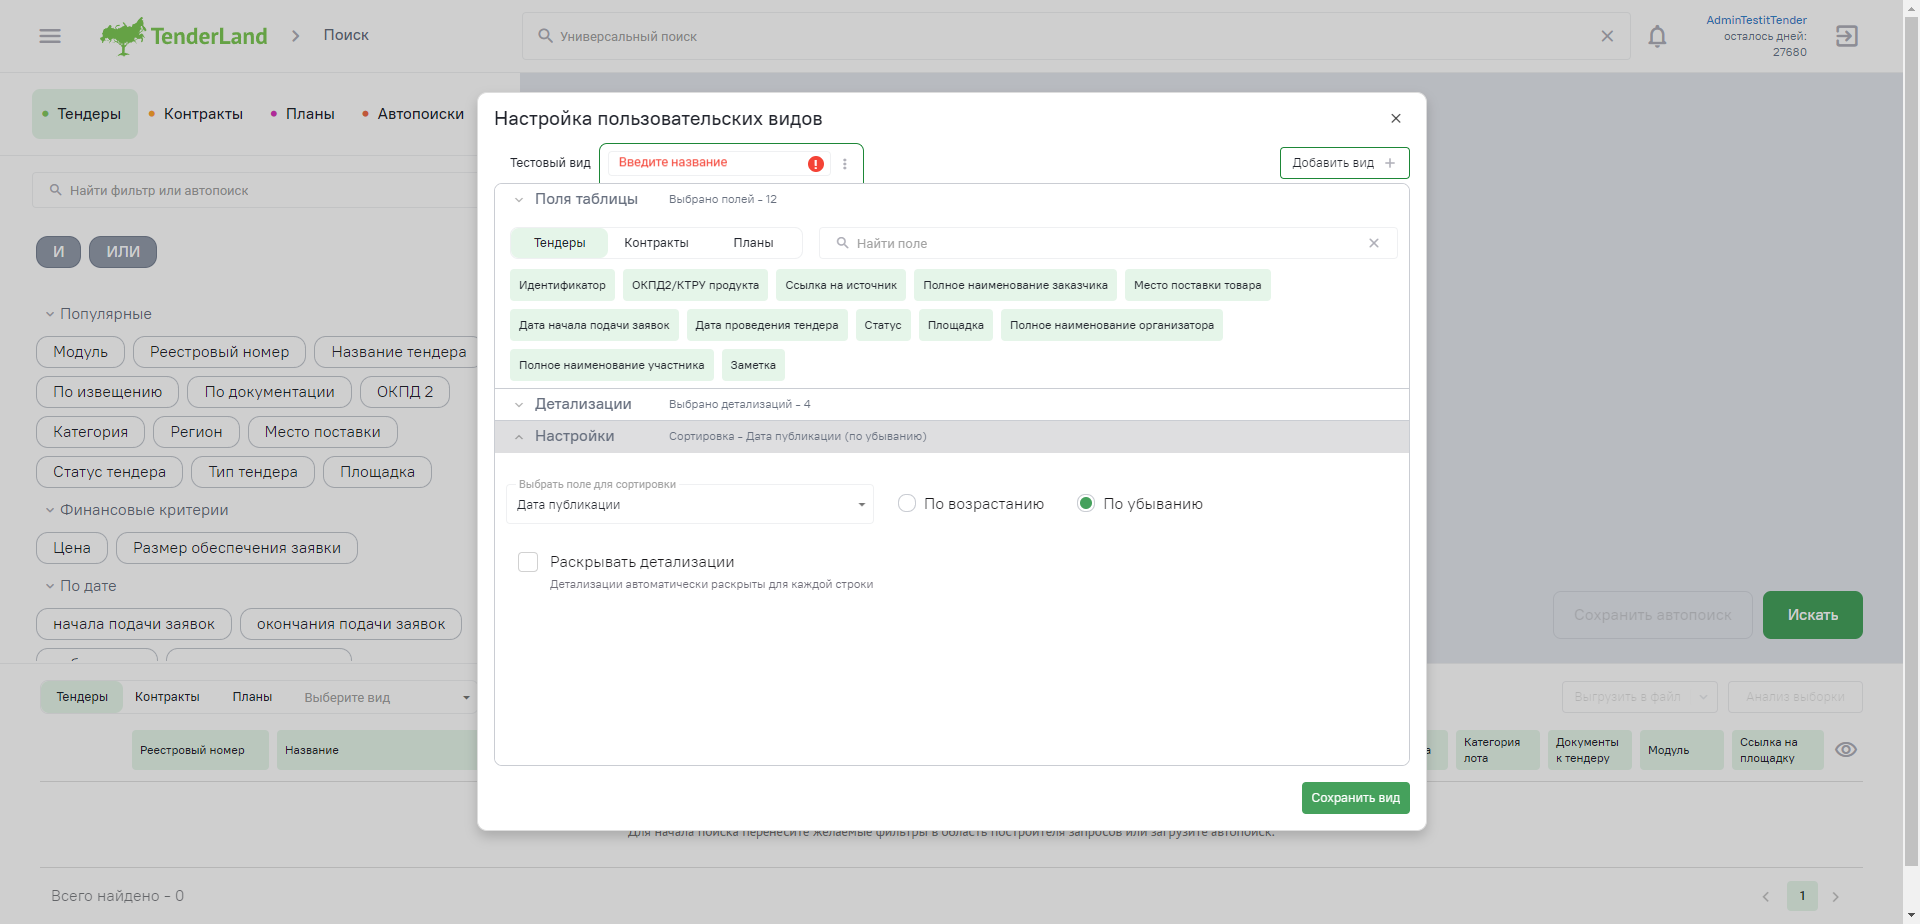 TenderLand
Поиск
Универсальный поиск
AdminTestitTender
осталось дней:
27680
Тендеры
Контракты
Планы
Автопоиски
Найти фильтр или автопоиск
И
ИЛИ
Популярные
Модуль
Реестровый номер
Название тендера
По извещению
По документации
ОКПД 2
Категория
Регион
Место поставки
Статус тендера
Тип тендера
Площадка
Финансовые критерии
Цена
Размер обеспечения заявки
По дате
начала подачи заявок
окончания подачи заявок
Настройка пользовательских видов
Тестовый вид
Введите название
Добавить вид
Поля таблицы
Выбрано полей - 12
Тендеры
Контракты
Планы
Найти поле
Идентификатор
ОКПД2/КТРУ продукта
Ссылка на источник
Полное наименование заказчика
Место поставки товара
Дата начала подачи заявок
Дата проведения тендера
Статус
Площадка
Полное наименование организатора
Полное наименование участника
Заметка
Детализации
Выбрано детализаций - 4
Настройки
Сортировка - Дата публикации (по убыванию)
Выбрать поле для сортировки
Дата публикации
По возрастанию
По убыванию
Раскрывать детализации
Детализации автоматически раскрыты для каждой строки
Сохранить вид
Сохранить автопоиск
Искать
Тендеры
Контракты
Планы
Выберите вид
Выгрузить в файл
Анализ выборки
Реестровый номер
Название
Категория
лота
Документы
к тендеру
Модуль
Ссылка на
площадку
Для начала поиска перенесите желаемые фильтры в область построителя запросов или загрузите автопоиск.
Всего найдено - 0
1